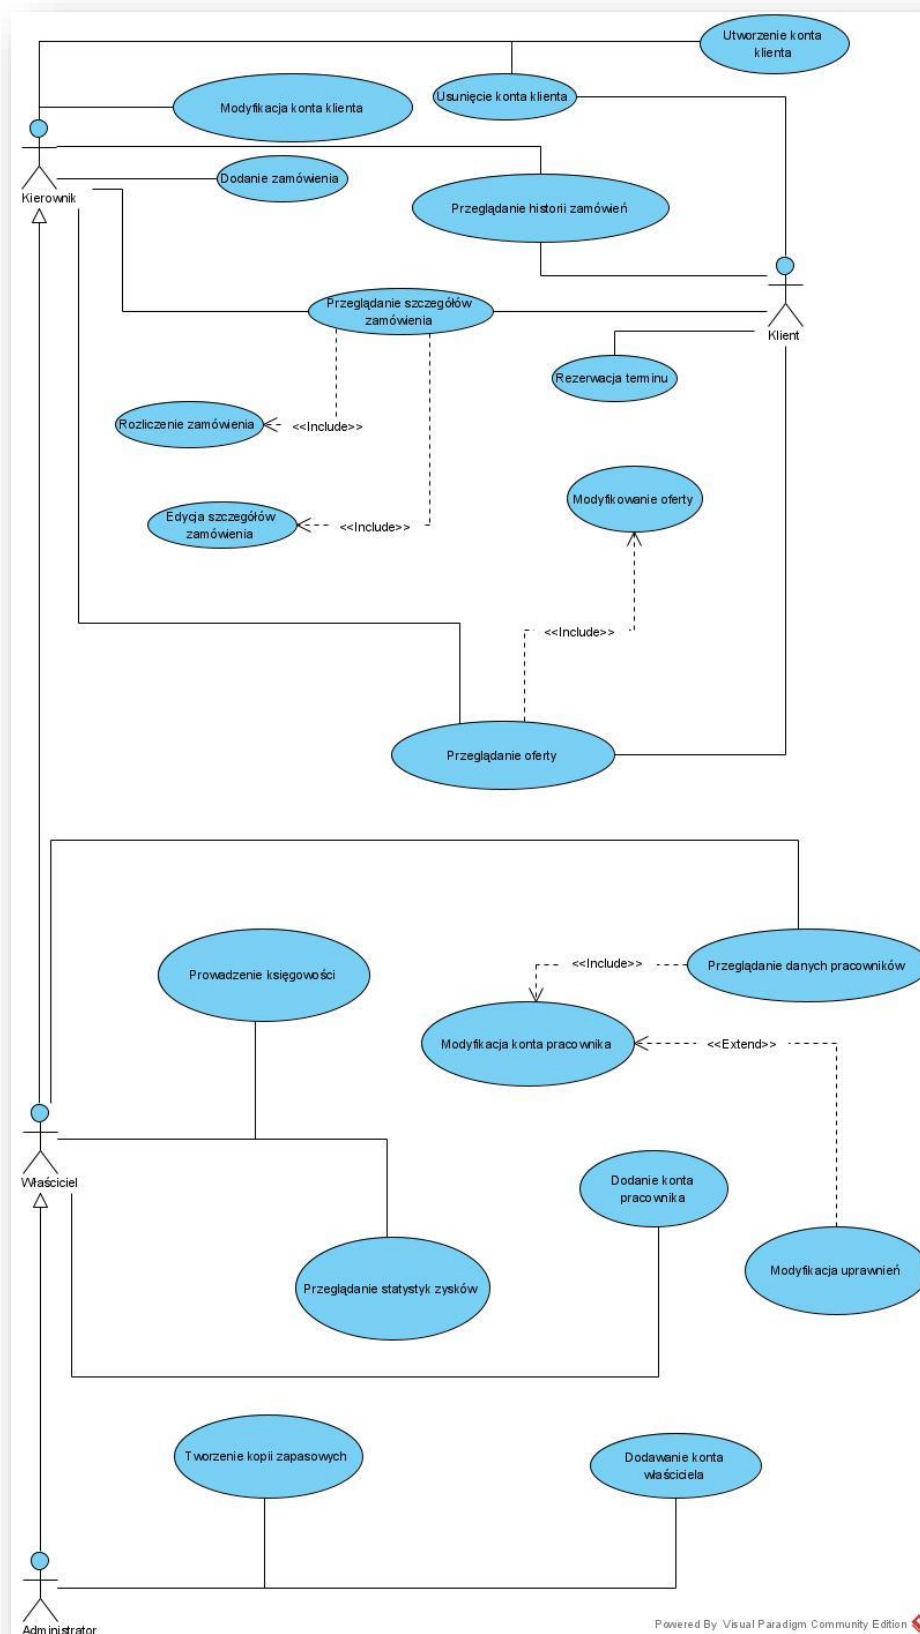 Utworzenie konta
klienta
Modyfikacja konta klienta
Usunięcie konta klienta
Dodanie zamówienia
Kierownik
Przeglądanie historii zamówień
Przeglądanie szczegółów
zamówienia
Klient
Rezerwacja terminu
Rozliczenie zamówienia
<<Include>>
Modyfikowanie oferty
Edycja szczegółów
zamówienia
<<Include>>
<<Include>>
Przeglądanie oferty
Prowadzenie księgowości
<<Include>>
Przeglądanie danych pracowników
Modyfikacja konta pracownika
<<Extend>>
Właściciel
Dodanie konta
pracownika
Modyfikacja uprawnień
Przeglądanie statystyk zysków
Tworzenie kopii zapasowych
Dodawanie konta
właściciela
Administrator
Powered By Visual Paradigm Community Edition